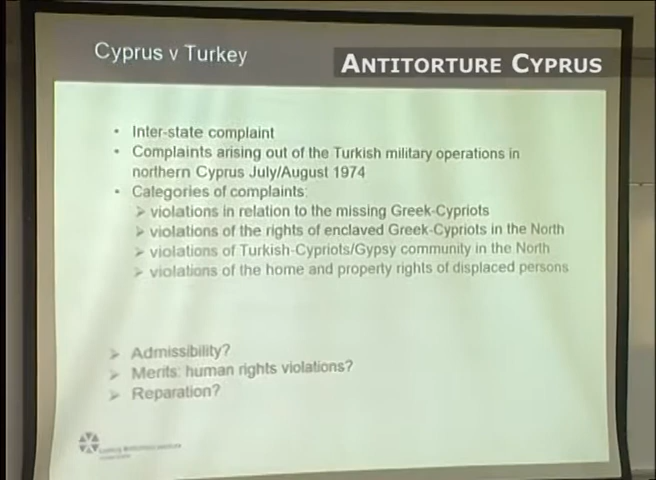 Cyprus v Turkey
ANTITORTURE CYPRUS
• Inter-state complaint
• Complaints arising out of the Turkish military operations in
northern Cyprus July/August 1974
• Categories of complaints:
➢ violations in relation to the missing Greek-Cypriots
➢ violations of the rights of enclaved Greek-Cypriots in the North
➢ violations of Turkish-Cypriots/Gypsy community in the North
➢ violations of the home and property rights of displaced persons
➢ Admissibility?
➢ Merits: human rights violations?
➢ Reparation?